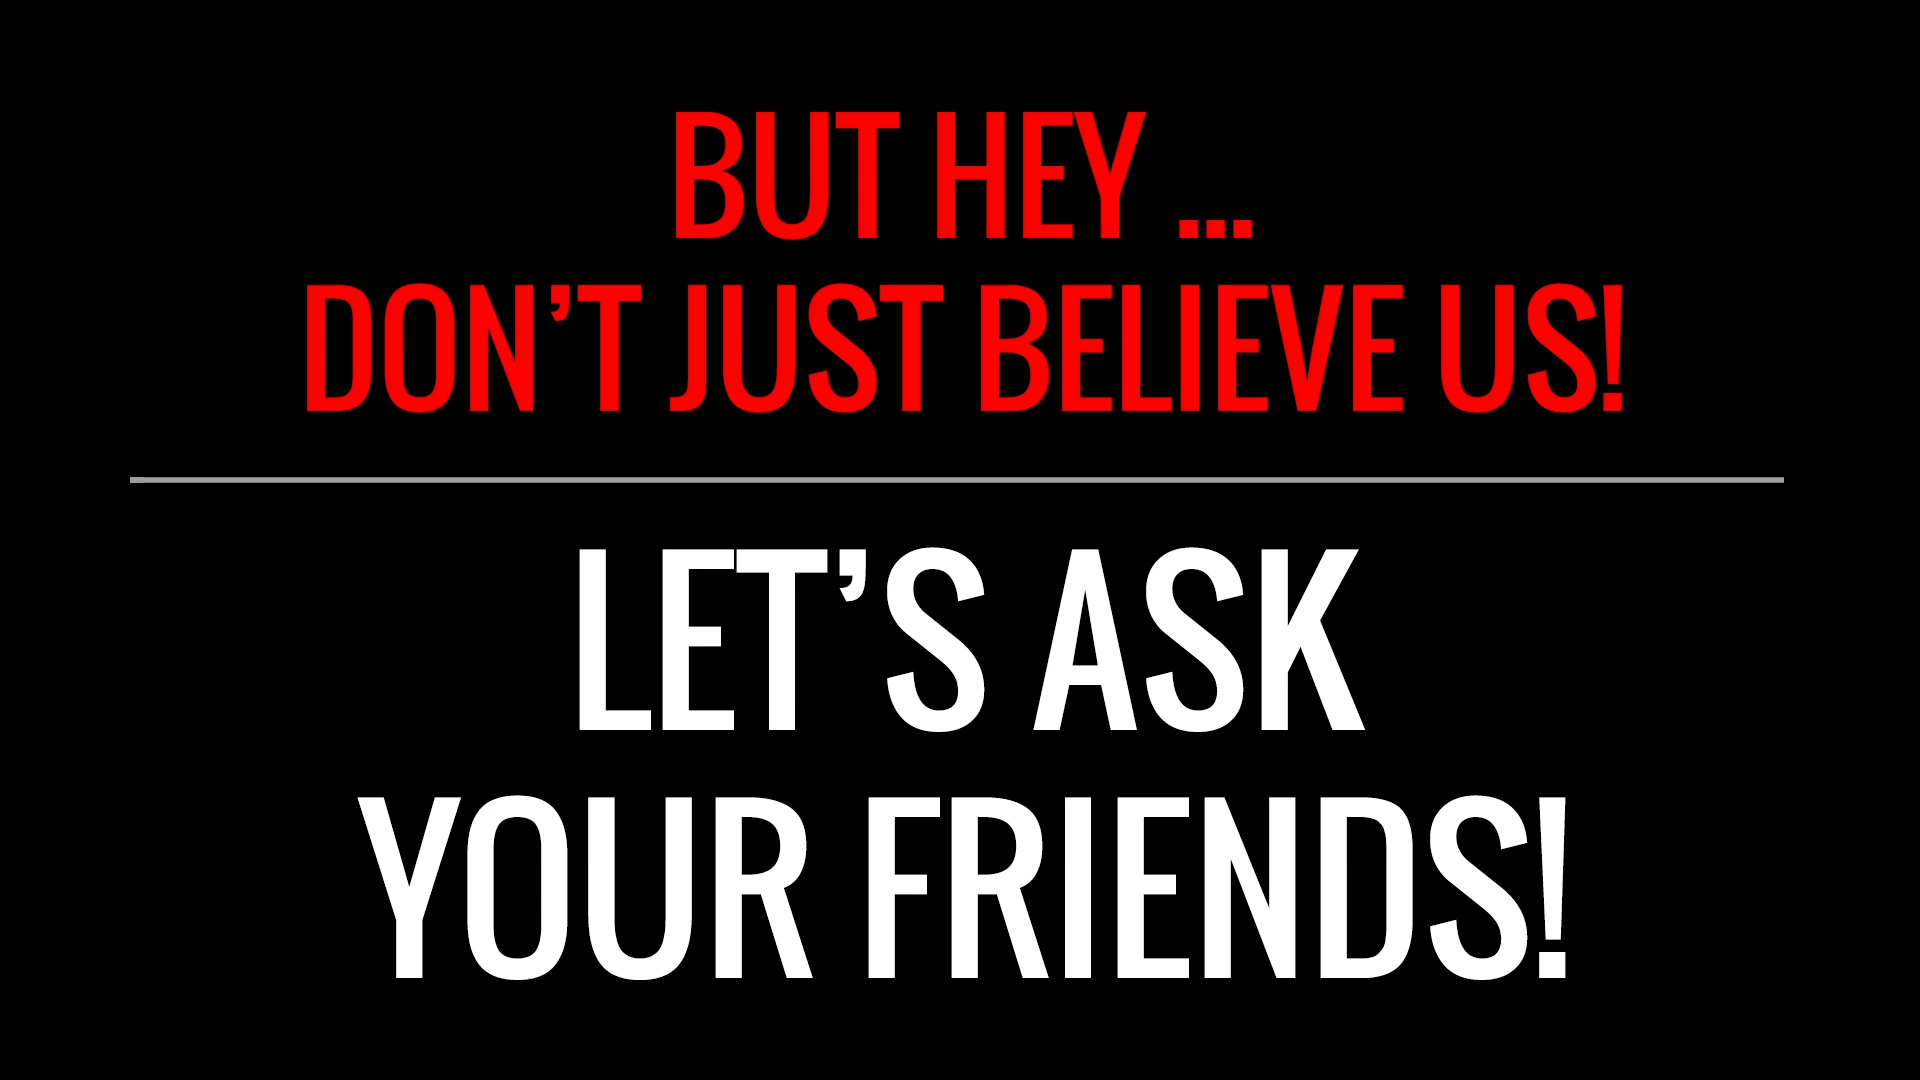 BUT HEY ...
DON’T JUST BELIEVE US!
LET’S ASK
YOUR FRIENDS!